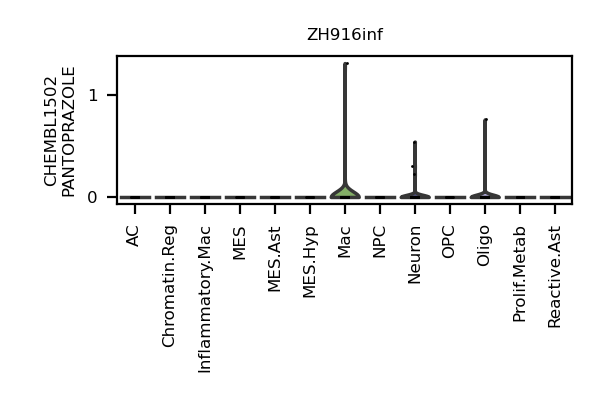 ZH916inf
CHEMBL1502
PANTOPRAZOLE
1
0
AC
Chromatin.Reg
Inflammatory.Mac
MES
MES.Ast
MES.Hyp
Mac
NPC
Neuron
OPC
Oligo
Prolif.Metab
Reactive.Ast